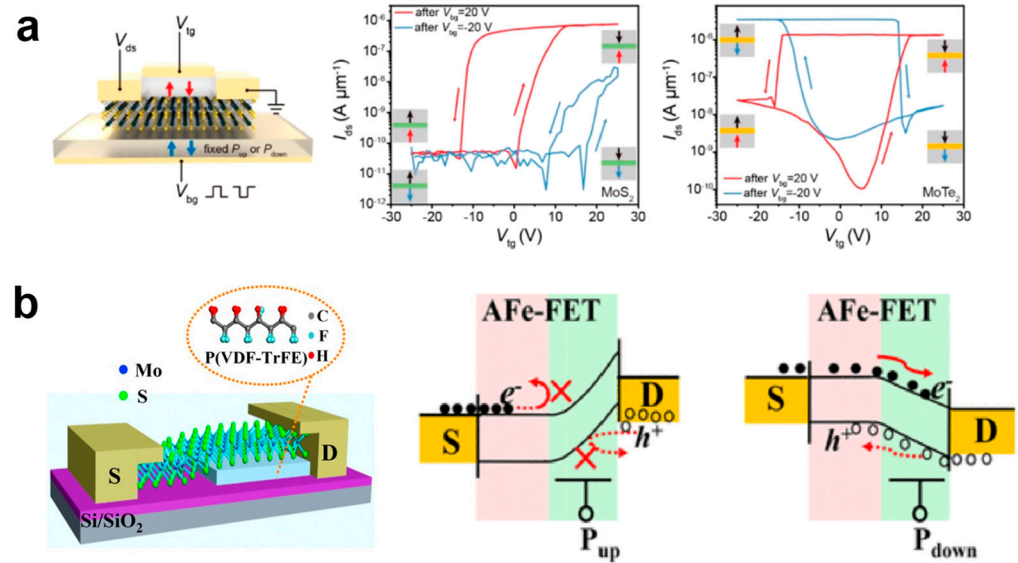 a
V_ds
V_tg
fixed P_up or P_down
V_bg
I_ds (A μm⁻¹)
10⁻⁶
10⁻⁷
10⁻⁸
10⁻⁹
10⁻¹⁰
10⁻¹¹
10⁻¹²
after V_bg=20 V
after V_bg=-20 V
MoS₂
-30 -20 -10 0 10 20 30
V_tg (V)
I_ds (A μm⁻¹)
10⁻⁶
10⁻⁷
10⁻⁸
10⁻⁹
10⁻¹⁰
after V_bg=20 V
after V_bg=-20 V
MoTe₂
-30 -20 -10 0 10 20 30
V_tg (V)
b
C
F
P(VDF-TrFE) H
Mo
S
S
D
Si/SiO₂
AFe-FET
e⁻
S
D
h⁺
P_up
AFe-FET
S
e⁻
h⁺
D
P_down